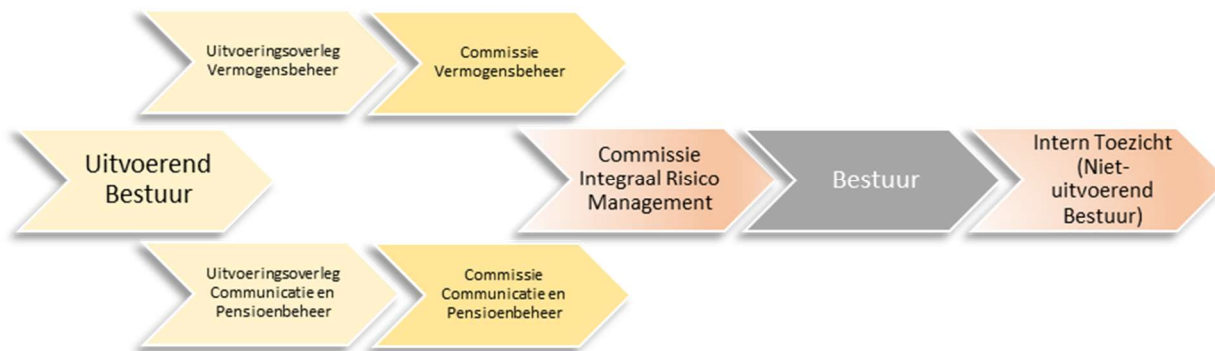 Uitvoeringsoverleg
Vermogensbeheer
Commissie
Vermogensbeheer
Uitvoerend
Bestuur
Commissie
Integraal Risico
Management
Bestuur
Intern Toezicht
(Niet-
uitvoerend
Bestuur)
Uitvoeringsoverleg
Communicatie en
Pensioenbeheer
Commissie
Communicatie en
Pensioenbeheer